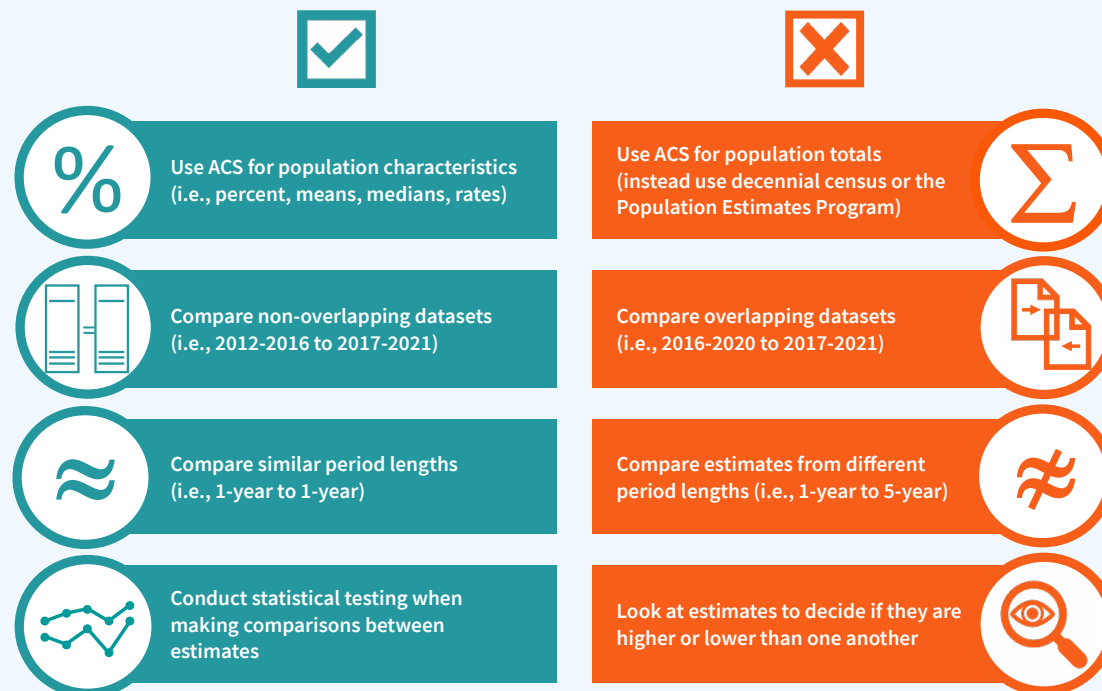 %
Use ACS for population characteristics
(i.e., percent, means, medians, rates)
Use ACS for population totals
(instead use decennial census or the
Population Estimates Program)
Σ
Compare non-overlapping datasets
(i.e., 2012-2016 to 2017-2021)
Compare overlapping datasets
(i.e., 2016-2020 to 2017-2021)
≈
Compare similar period lengths
(i.e., 1-year to 1-year)
Compare estimates from different
period lengths (i.e., 1-year to 5-year)
≉
Conduct statistical testing when
making comparisons between
estimates
Look at estimates to decide if they are
higher or lower than one another